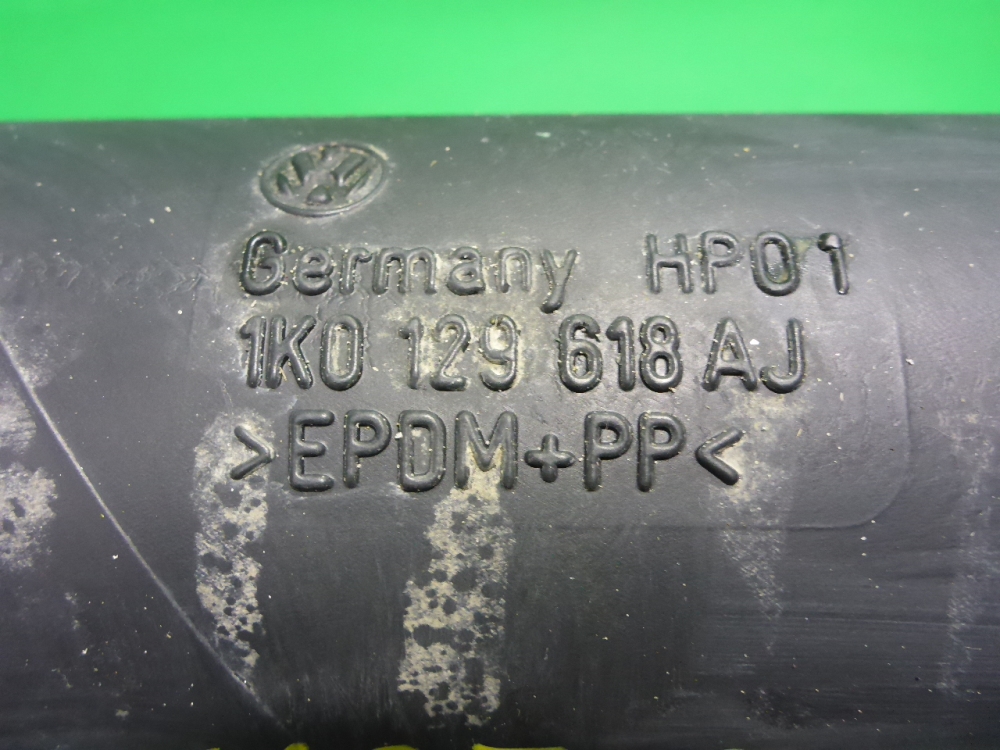 Germany HP01
1K0 129 618 AJ
>EPDM+PP<